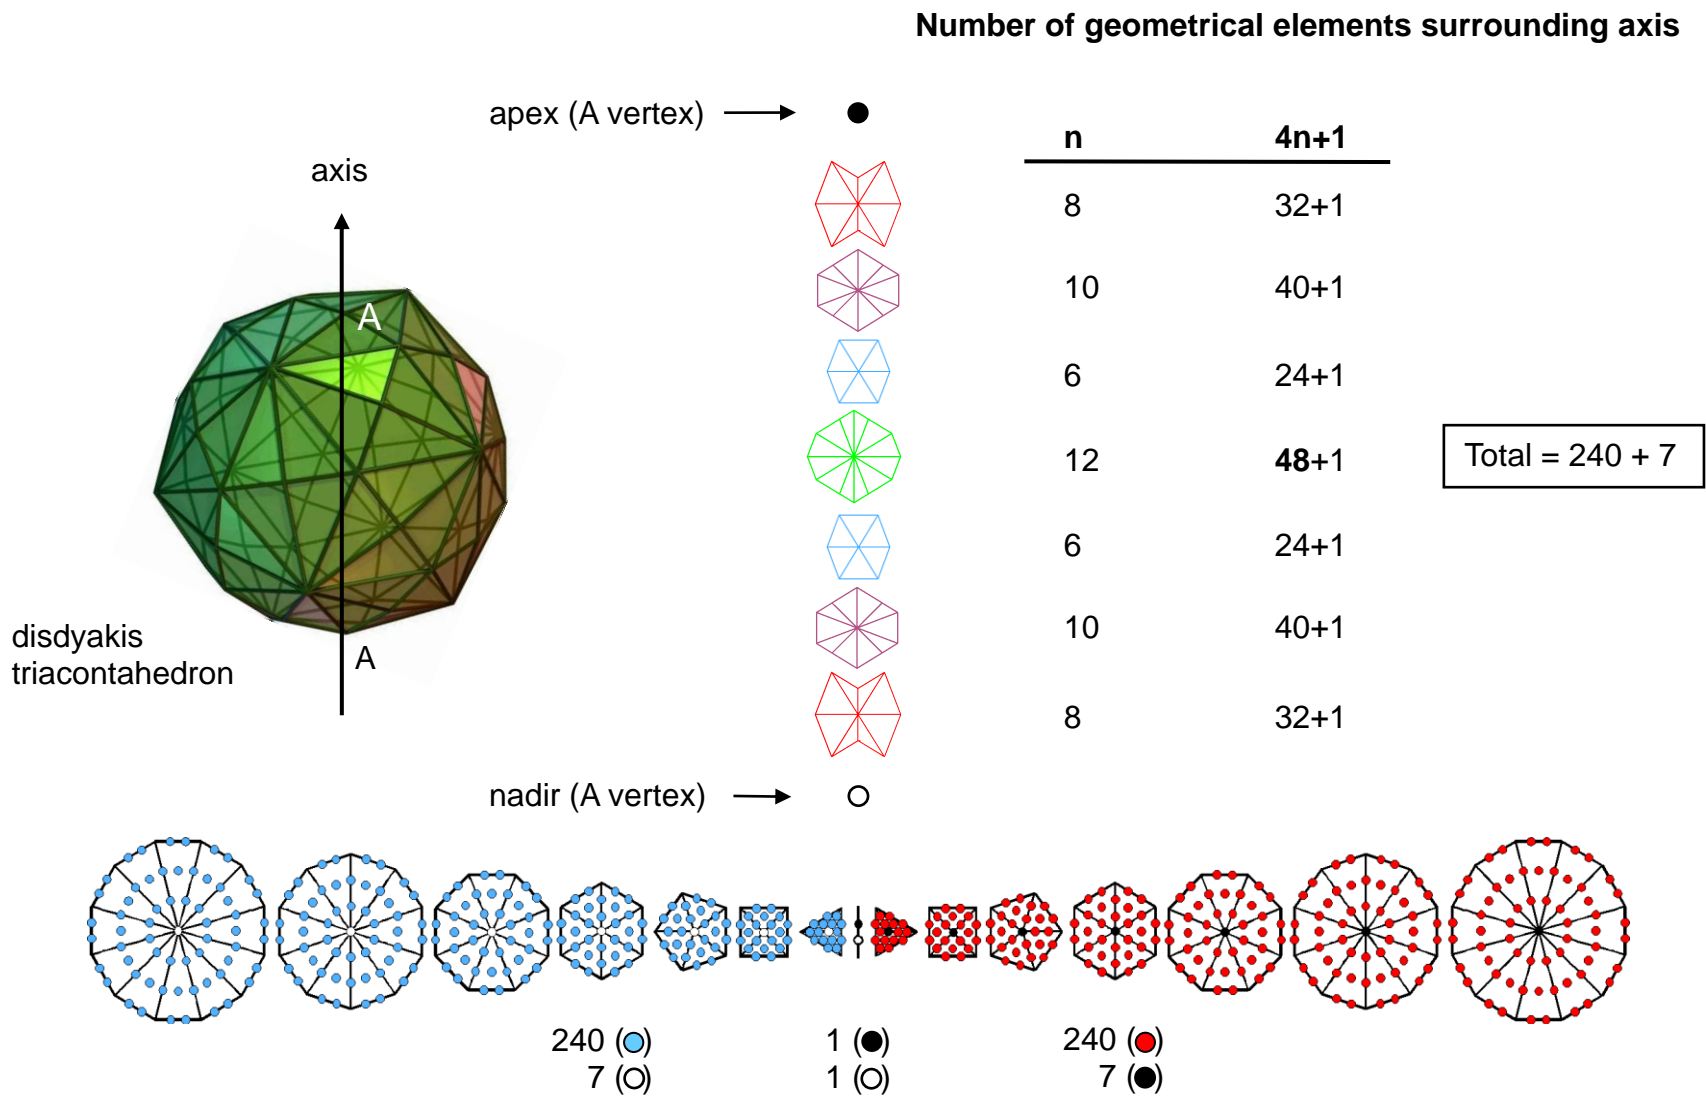 Number of geometrical elements surrounding axis
apex (A vertex)
n 4n+1
axis
8 32+1
A
10 40+1
6 24+1
12 48+1
Total = 240 + 7
6 24+1
disdyakis
triacontahedron
A
10 40+1
8 32+1
nadir (A vertex)
240 ( ) 1 ( ) 240 ( )
7 ( ) 1 ( ) 7 ( )